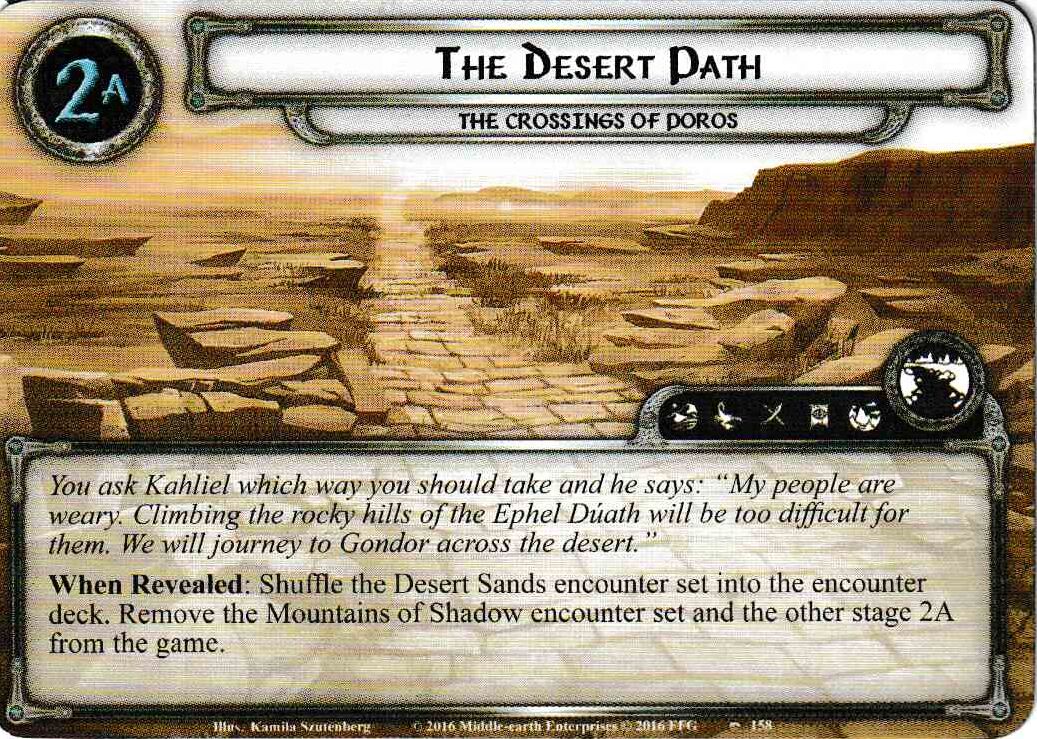 2A
The Desert Path
The Crossings of Poros
You ask Kahliel which way you should take and he says: “My people are
weary. Climbing the rocky hills of the Ephel Dúath will be too difficult for
them. We will journey to Gondor across the desert.”
When Revealed: Shuffle the Desert Sands encounter set into the encounter
deck. Remove the Mountains of Shadow encounter set and the other stage 2A
from the game.
Illus. Kamila Szutenberg © 2016 Middle-earth Enterprises © 2016 FFG 158